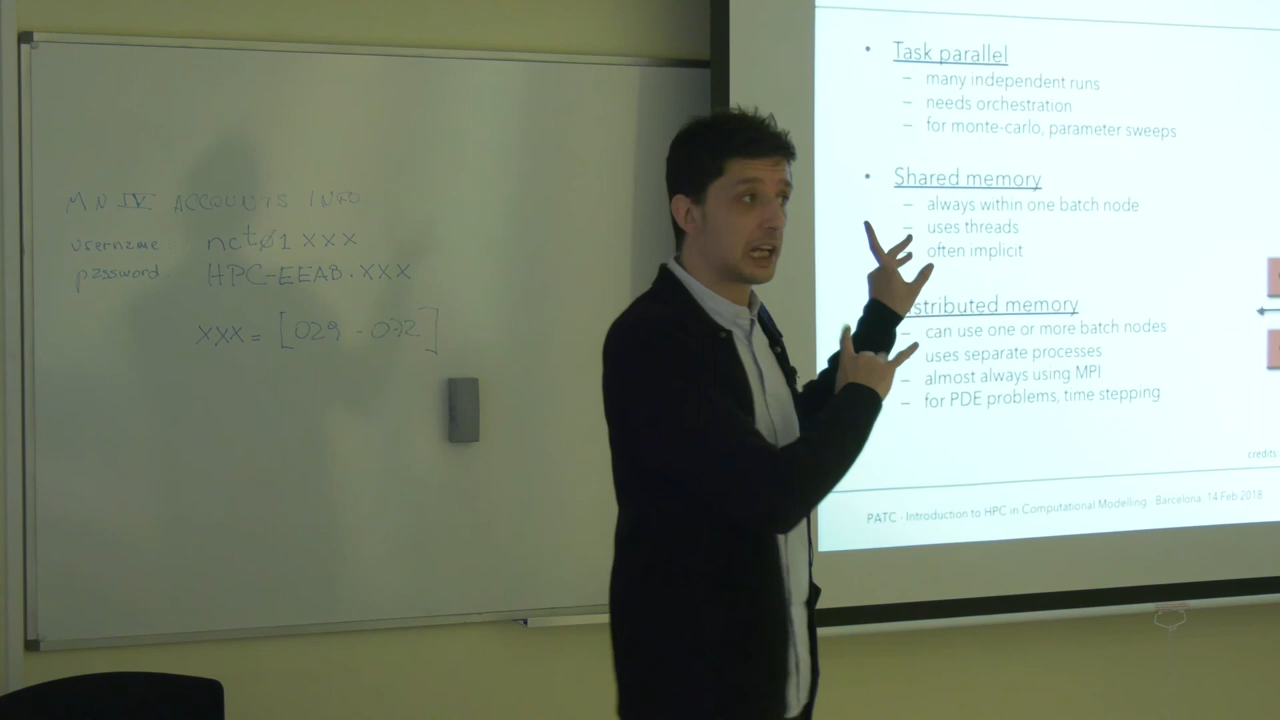 MN IV ACCOUNTS INFO
username: nctø1XXX
password: HPC-EEAB.XXX
XXX = [029 - 032]
• Task parallel
– many independent runs
– needs orchestration
– for monte-carlo, parameter sweeps
• Shared memory
– always within one batch node
– uses threads
often implicit
stributed memory
– can use one or more batch nodes
uses separate processes
– almost always using MPI
– for PDE problems, time stepping
credits
PATC - Introduction to HPC in Computational Modelling Barcelona 14 Feb 2018